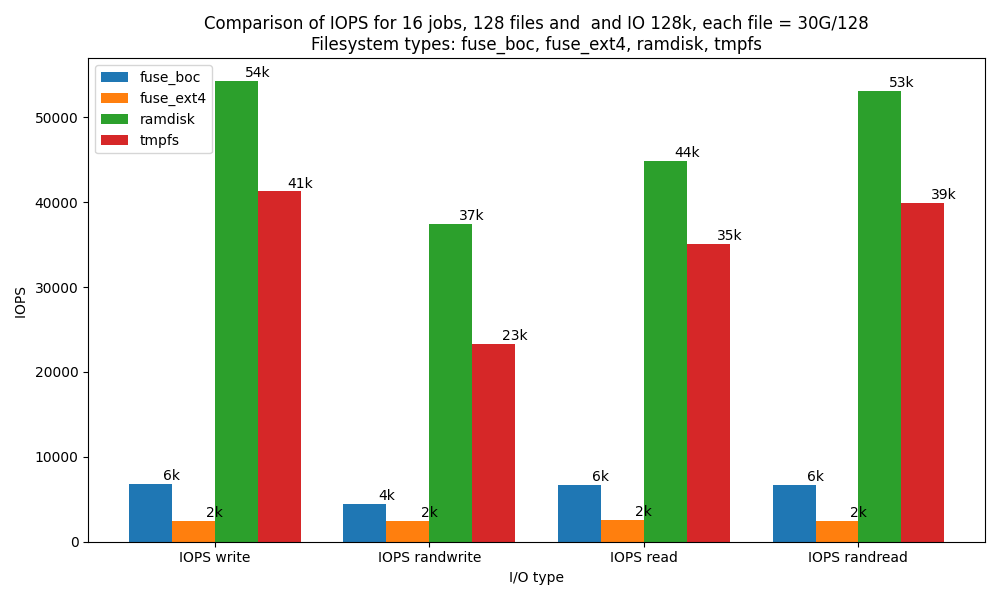 Comparison of IOPS for 16 jobs, 128 files and  and IO 128k, each file = 30G/128
Filesystem types: fuse_boc, fuse_ext4, ramdisk, tmpfs
fuse_boc
fuse_ext4
ramdisk
tmpfs
IOPS
50000
40000
30000
20000
10000
0
6k
2k
54k
41k
4k
2k
37k
23k
6k
2k
44k
35k
6k
2k
53k
39k
IOPS write
IOPS randwrite
IOPS read
IOPS randread
I/O type